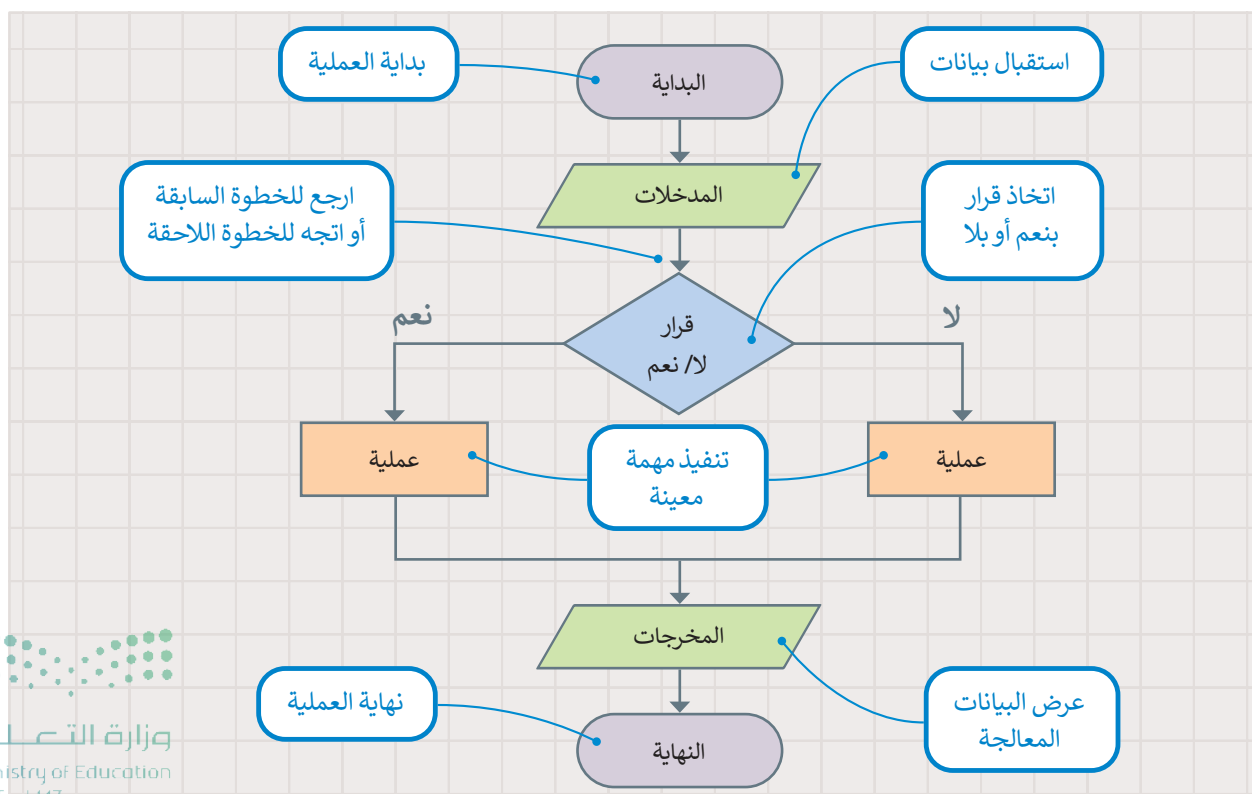 استقبال بيانات
البداية
بداية العملية
المدخلات
اتخاذ قرار
بنعم أو بلا
ارجع للخطوة السابقة
أو اتجه للخطوة اللاحقة
لا
نعم
قرار
لا/ نعم
عملية
تنفيذ مهمة
معينة
عملية
المخرجات
عرض البيانات
المعالجة
نهاية العملية
النهاية
وزارة التعـلـ
nistry of Education